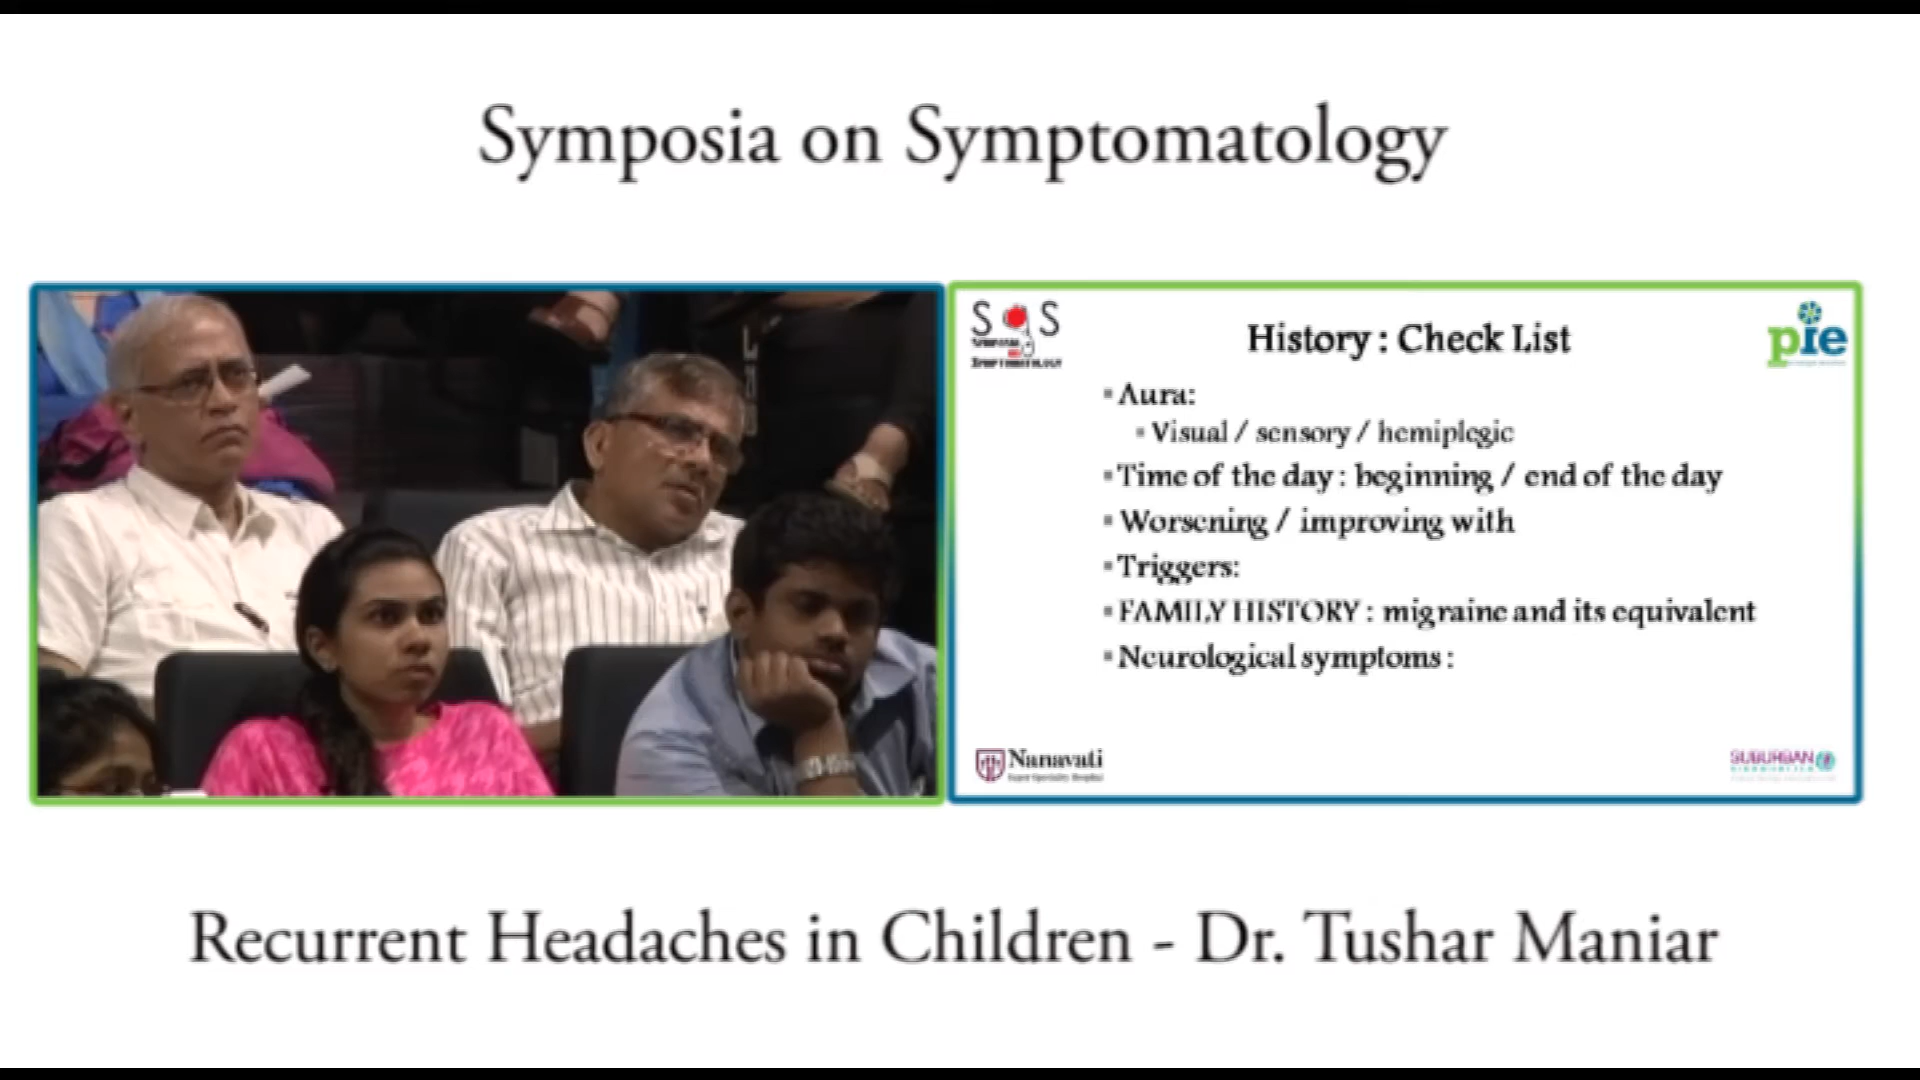 Symposia on Symptomatology
SOS
SYMPTOMATOLOGY
History : Check List
pie
▪ Aura:
▪ Visual / sensory / hemiplegic
▪ Time of the day : beginning / end of the day
▪ Worsening / improving with
▪ Triggers:
▪ FAMILY HISTORY : migraine and its equivalent
▪ Neurological symptoms :
Nanavati
SUBURBAN
Recurrent Headaches in Children - Dr. Tushar Maniar